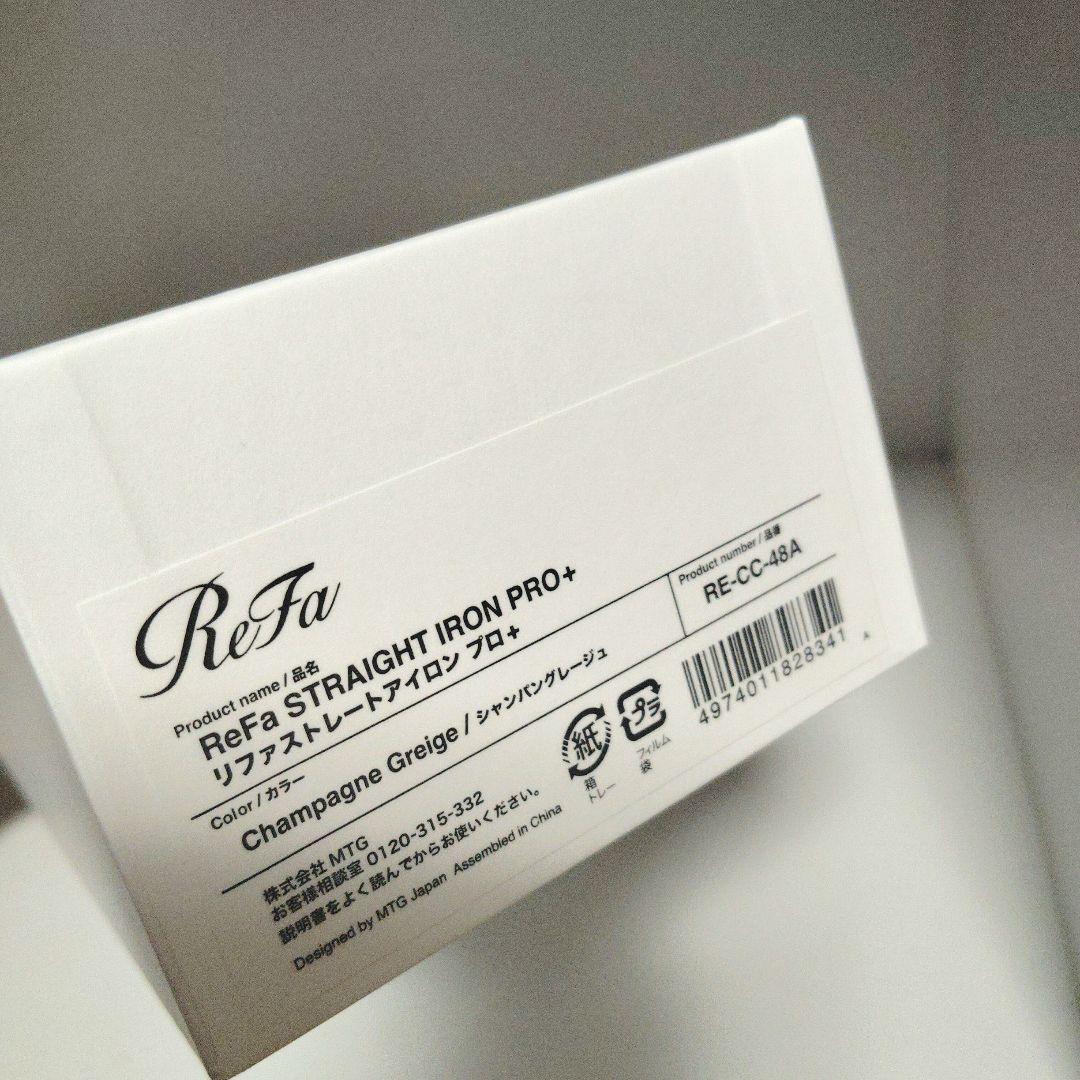 ReFa
Product name / 品名
ReFa STRAIGHT IRON PRO+
リファストレートアイロン プロ+
Product number / 品番
RE-CC-48A
Color / カラー
Champagne Greige / シャンパングレージュ
4974011828341
A
紙
箱
トレー
プラ
フィルム
袋
株式会社 MTG
お客様相談室 0120-315-332
説明書をよく読んでからお使いください。
Designed by MTG Japan Assembled in China